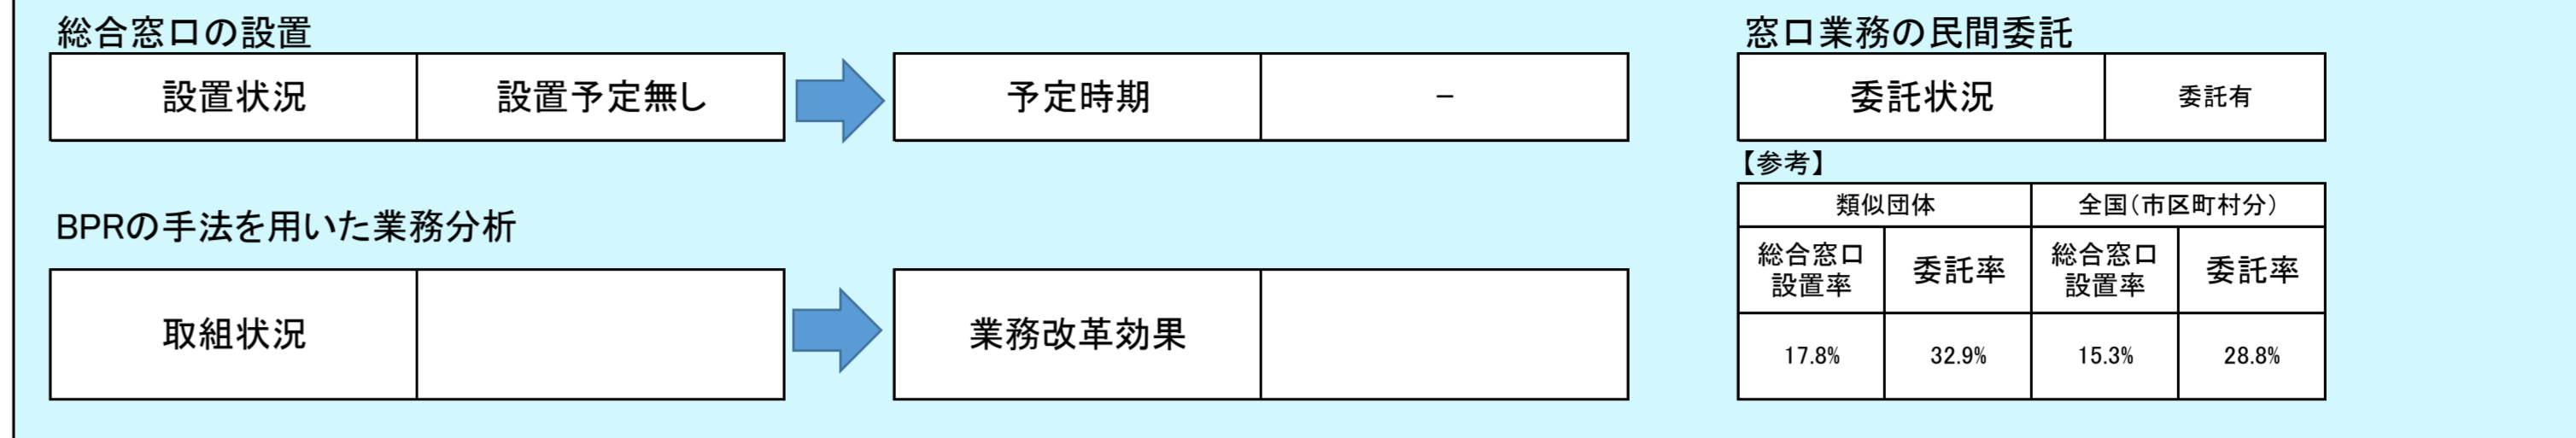 総合窓口の設置
設置状況 設置予定無し 予定時期 －
BPRの手法を用いた業務分析
取組状況 業務改革効果
窓口業務の民間委託
委託状況 委託有
【参考】
類似団体 全国(市区町村分)
総合窓口 委託率 総合窓口 委託率
設置率 設置率
17.8% 32.9% 15.3% 28.8%